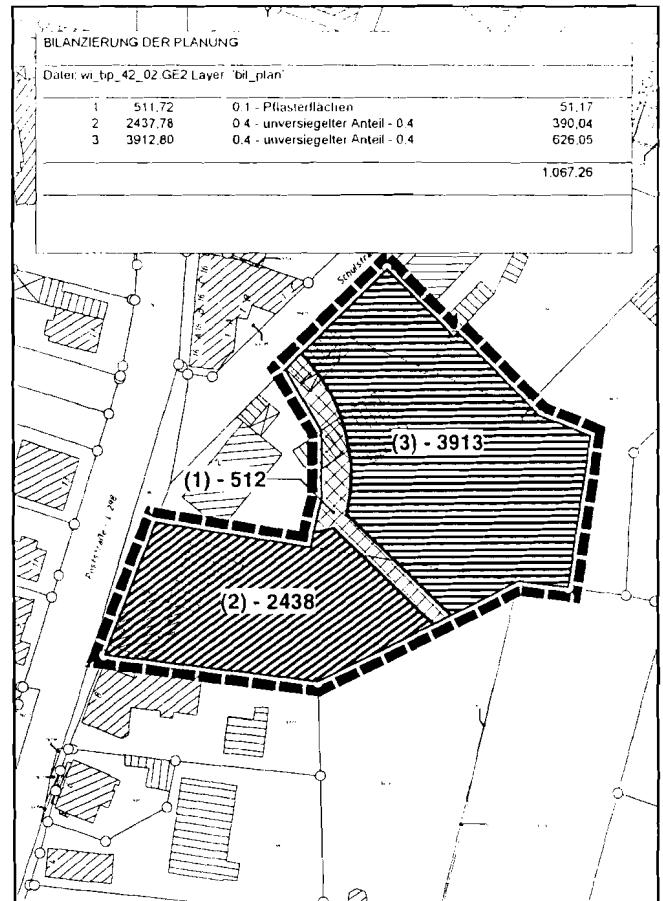 BILANZIERUNG DER PLANUNG
Datei: wi_bp_42_02.GE2 Layer 'bil_plan'
1 511,72 0.1 - Pflasterflächen 51,17
2 2437,78 0.4 - unversiegelter Anteil - 0.4 390,04
3 3912,80 0.4 - unversiegelter Anteil - 0.4 626,05
1.067,26
(3) - 3913
(1) - 512
L 298
(2) - 2438